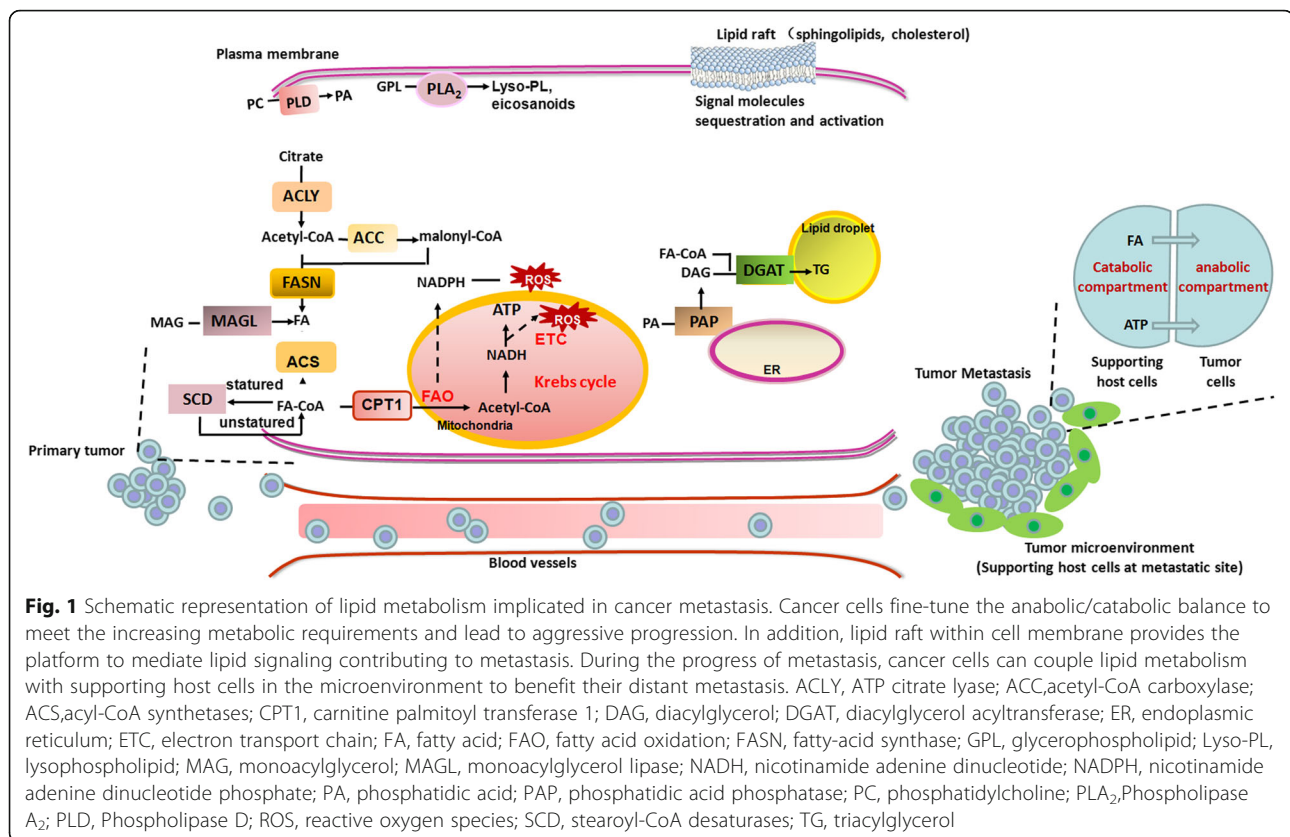 Lipid raft （sphingolipids, cholesterol)
Plasma membrane
PC
PLD
PA
GPL
PLA2
Lyso-PL,
eicosanoids
Signal molecules
sequestration and activation
Citrate
ACLY
Acetyl-CoA
ACC
malonyl-CoA
FASN
MAG
MAGL
FA
ACS
SCD
statured
FA-CoA
unstatured
CPT1
NADPH
ROS
ATP
ROS
ETC
NADH
Krebs cycle
FAO
Acetyl-CoA
Mitochondria
Lipid droplet
FA-CoA
DAG
DGAT
TG
PA
PAP
ER
FA
Catabolic
compartment
anabolic
compartment
ATP
Supporting
host cells
Tumor
cells
Tumor Metastasis
Primary tumor
Blood vessels
Tumor microenvironment
(Supporting host cells at metastatic site)
Fig. 1 Schematic representation of lipid metabolism implicated in cancer metastasis. Cancer cells fine-tune the anabolic/catabolic balance to
meet the increasing metabolic requirements and lead to aggressive progression. In addition, lipid raft within cell membrane provides the
platform to mediate lipid signaling contributing to metastasis. During the progress of metastasis, cancer cells can couple lipid metabolism
with supporting host cells in the microenvironment to benefit their distant metastasis. ACLY, ATP citrate lyase; ACC,acetyl-CoA carboxylase;
ACS,acyl-CoA synthetases; CPT1, carnitine palmitoyl transferase 1; DAG, diacylglycerol; DGAT, diacylglycerol acyltransferase; ER, endoplasmic
reticulum; ETC, electron transport chain; FA, fatty acid; FAO, fatty acid oxidation; FASN, fatty-acid synthase; GPL, glycerophospholipid; Lyso-PL,
lysophospholipid; MAG, monoacylglycerol; MAGL, monoacylglycerol lipase; NADH, nicotinamide adenine dinucleotide; NADPH, nicotinamide
adenine dinucleotide phosphate; PA, phosphatidic acid; PAP, phosphatidic acid phosphatase; PC, phosphatidylcholine; PLA2,Phospholipase
A2; PLD, Phospholipase D; ROS, reactive oxygen species; SCD, stearoyl-CoA desaturases; TG, triacylglycerol